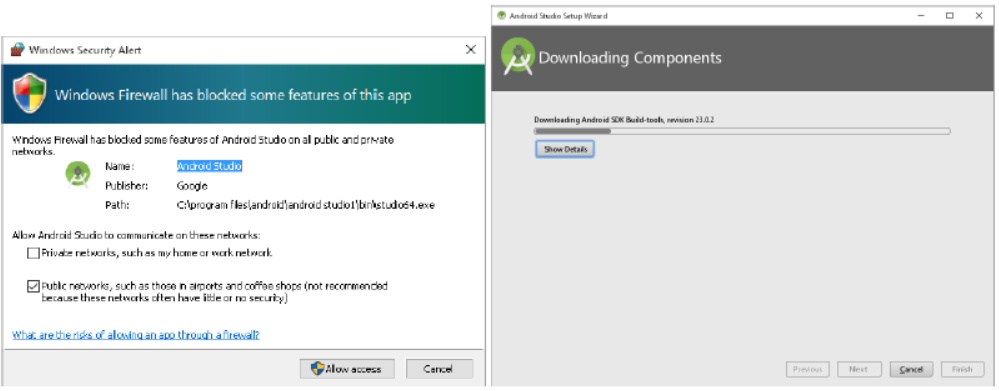 Windows Security Alert
Windows Firewall has blocked some features of this app
Windows Firewall has blocked some features of Android Studio on all public and private
networks.
Name: Android Studio
Publisher: Google
Path: C:\program files\android\android studio1\bin\studio64.exe
Allow Android Studio to communicate on these networks:
Private networks, such as my home or work network
Public networks, such as those in airports and coffee shops (not recommended
because these networks often have little or no security)
What are the risks of allowing an app through a firewall?
Allow access Cancel
Android Studio Setup Wizard
Downloading Components
Downloading Android SDK Build-tools, revision 23.0.2
Show Details
Previous Next Cancel Finish